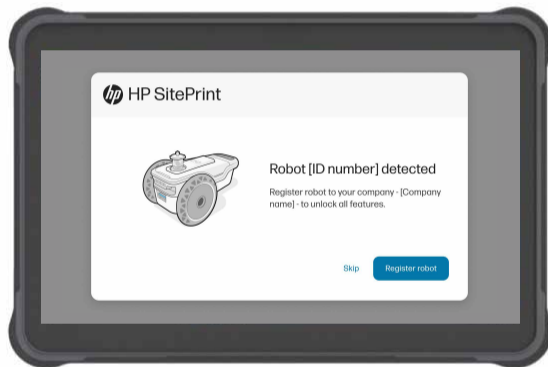 hp HP SitePrint
Robot [ID number] detected
Register robot to your company - [Company
name] - to unlock all features.
Skip
Register robot